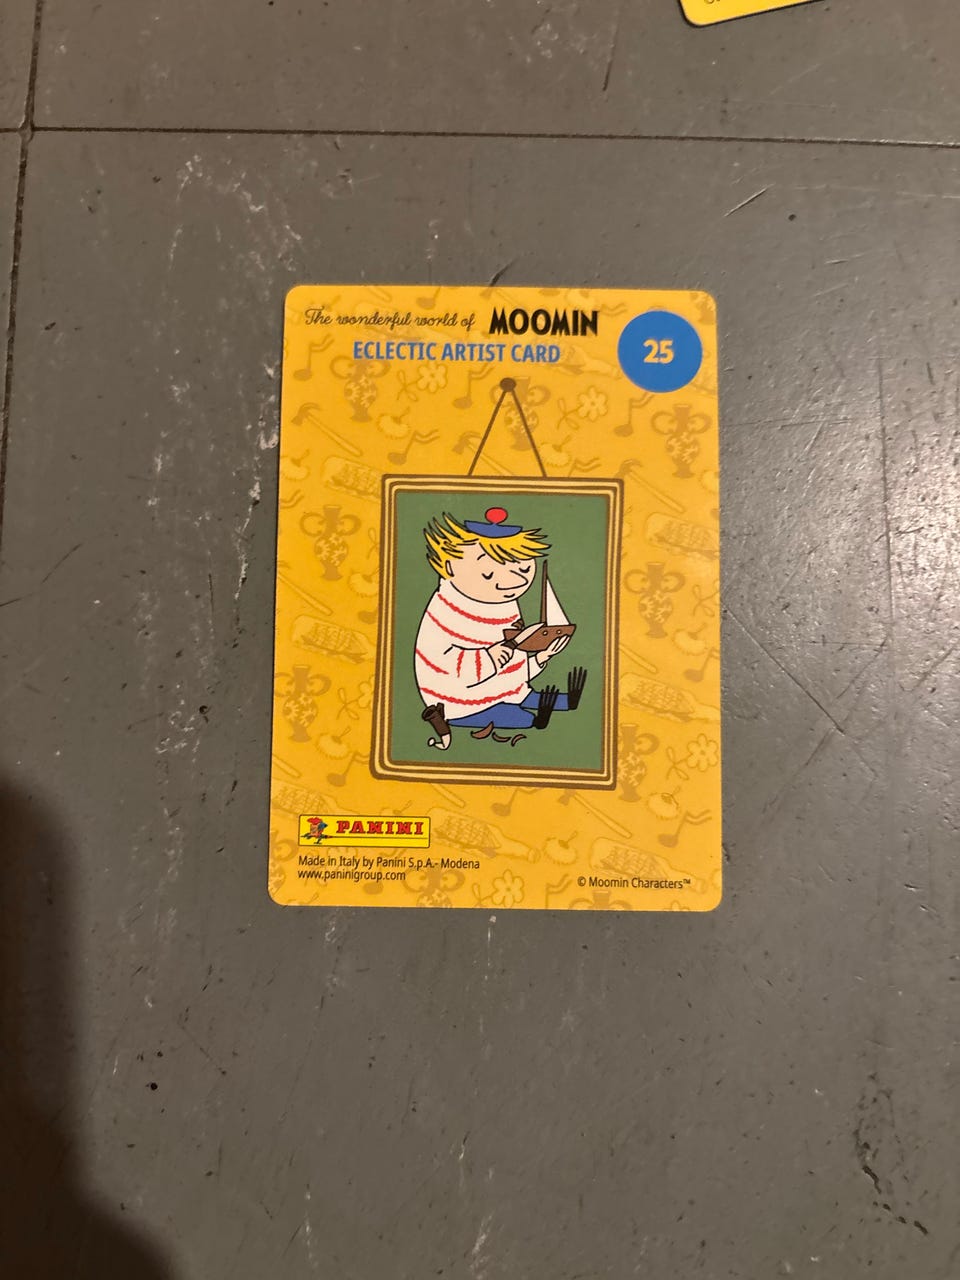 The wonderful world of MOOMIN
ECLECTIC ARTIST CARD
25
PANINI
Made in Italy by Panini S.p.A.- Modena
www.paninigroup.com
© Moomin Characters™